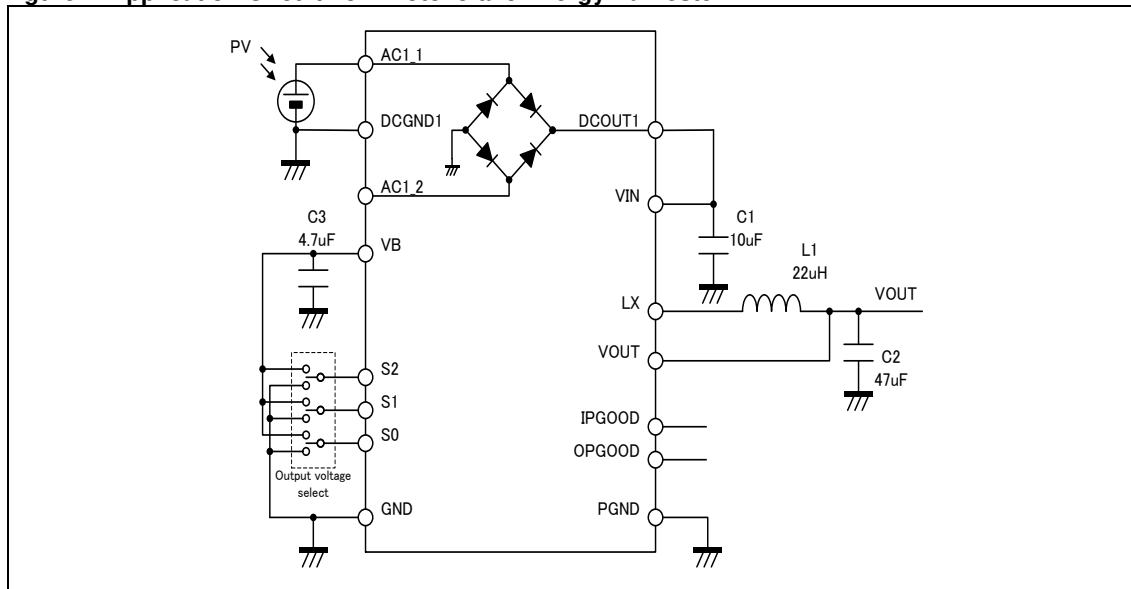 PV
AC1_1
DCGND1
DCOUT1
AC1_2
VIN
C3
4.7uF
VB
C1
10uF
L1
22uH
LX
VOUT
VOUT
C2
47uF
S2
S1
S0
IPGOOD
OPGOOD
Output voltage
select
GND
PGND